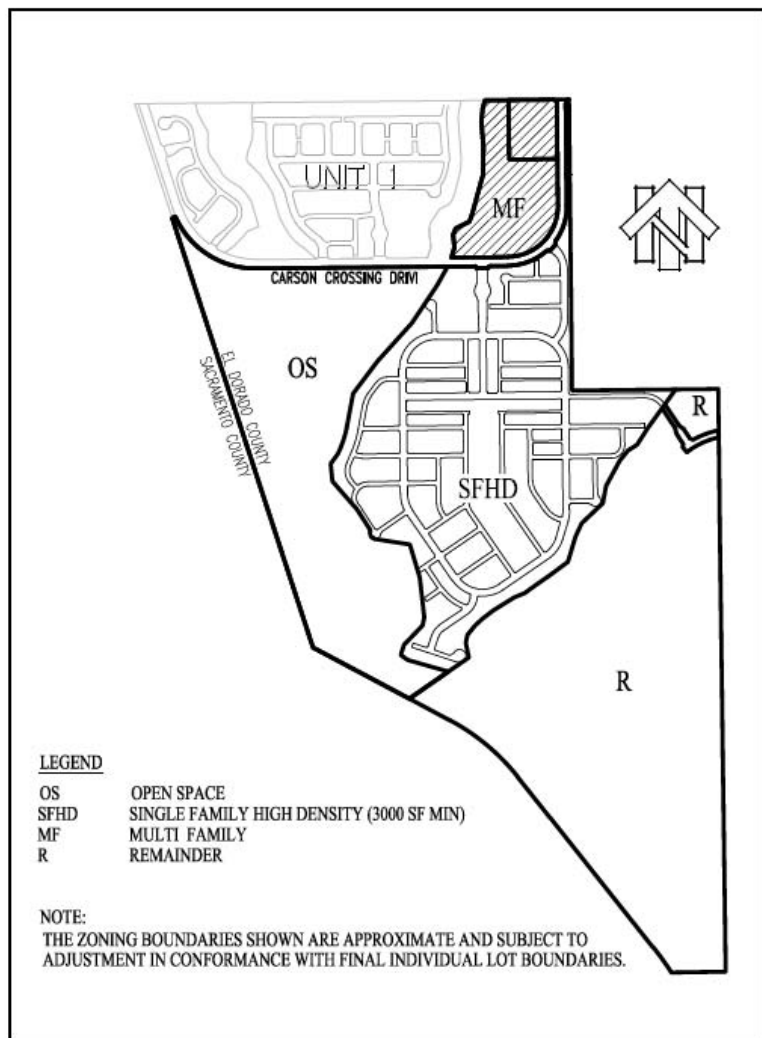 UNIT 1
MF
CARSON CROSSING DRIVI
OS
EL DORADO COUNTY
SACRAMENTO COUNTY
R
SFHD
R
N
LEGEND
OS OPEN SPACE
SFHD SINGLE FAMILY HIGH DENSITY (3000 SF MIN)
MF MULTI FAMILY
R REMAINDER
NOTE:
THE ZONING BOUNDARIES SHOWN ARE APPROXIMATE AND SUBJECT TO
ADJUSTMENT IN CONFORMANCE WITH FINAL INDIVIDUAL LOT BOUNDARIES.